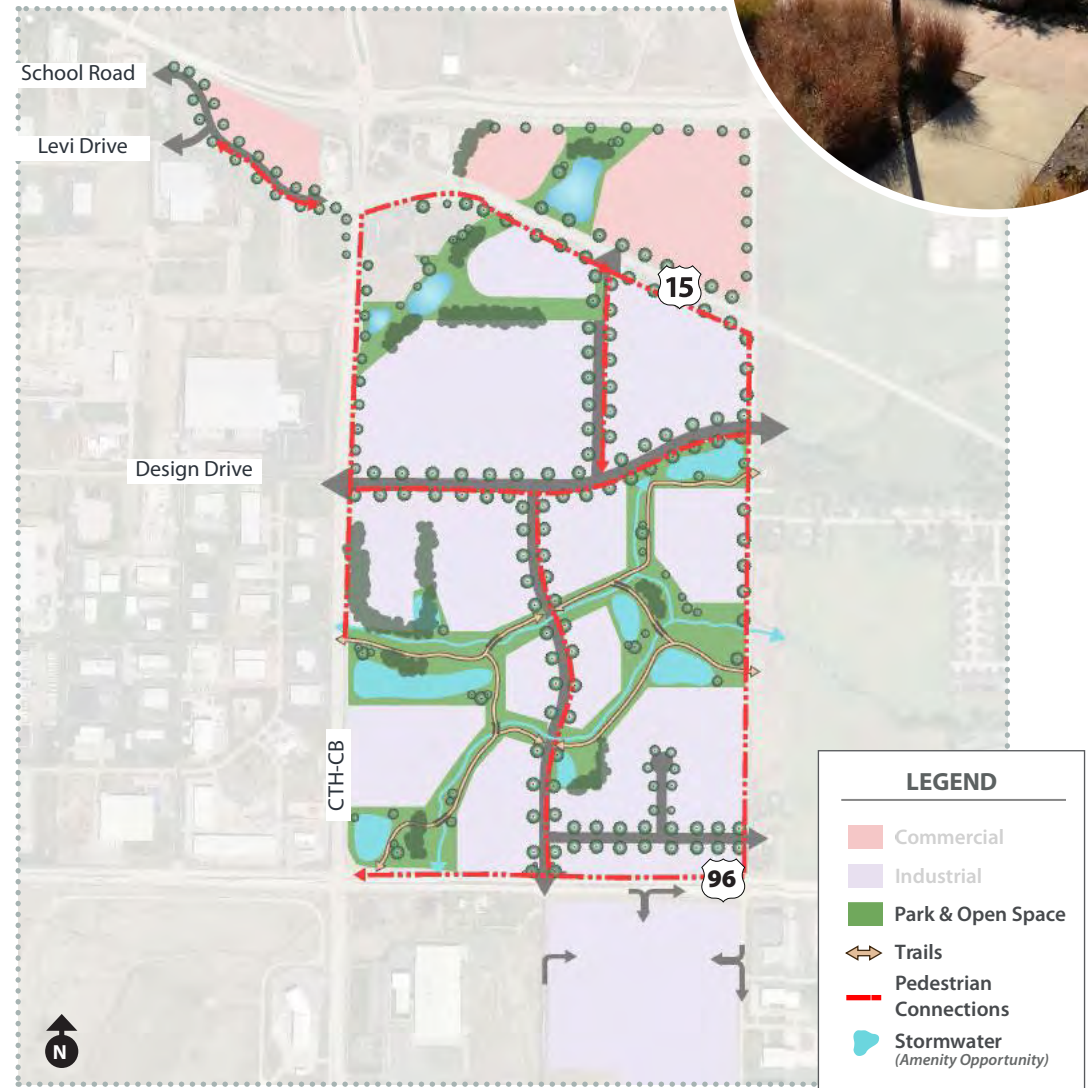 School Road
Levi Drive
15
Design Drive
CTH-CB
96
N
LEGEND
Commercial
Industrial
Park & Open Space
Trails
Pedestrian
Connections
Stormwater
(Amenity Opportunity)